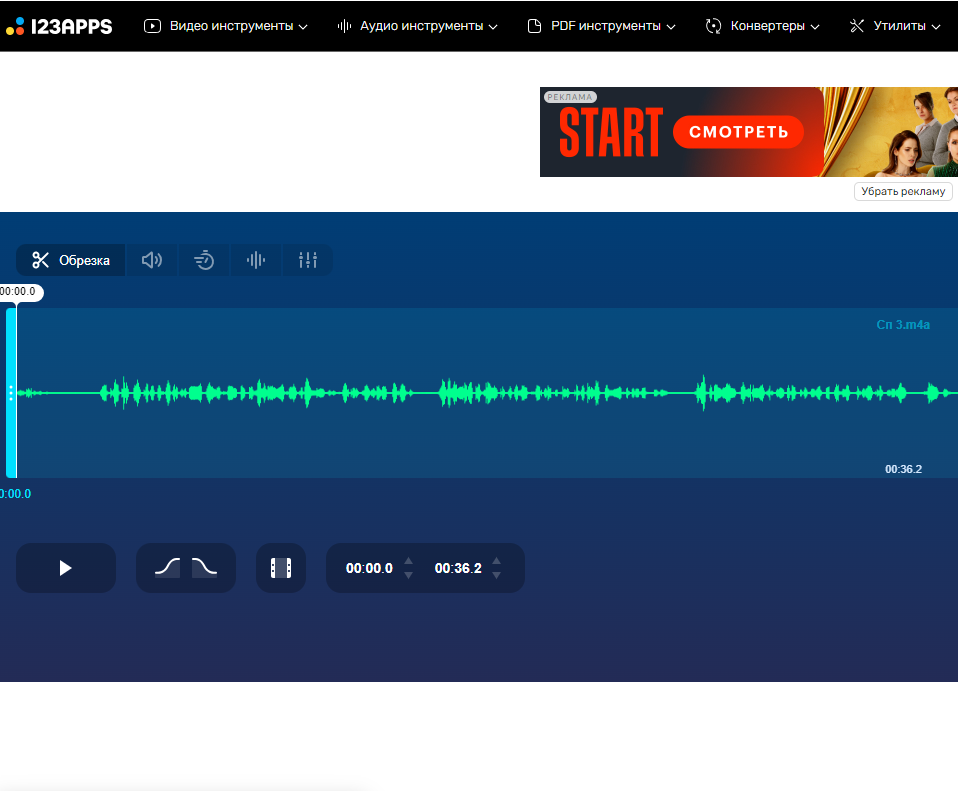 123APPS
Видео инструменты
Аудио инструменты
PDF инструменты
Конвертеры
Утилиты
РЕКЛАМА
START
СМОТРЕТЬ
Убрать рекламу
Обрезка
00:00.0
Сп 3.m4a
00:36.2
0:00.0
00:00.0
00:36.2